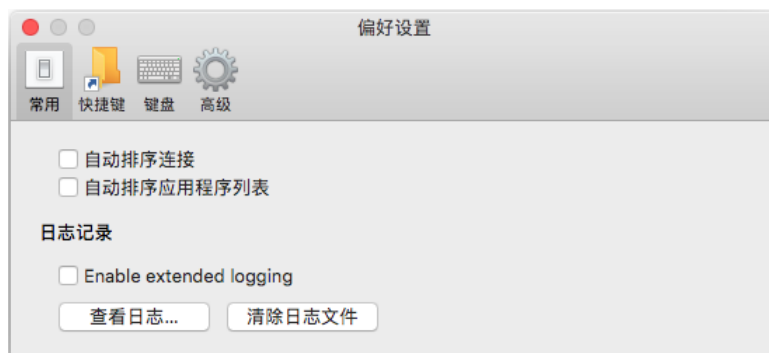 偏好设置
常用 快捷键 键盘 高级
自动排序连接
自动排序应用程序列表
日志记录
Enable extended logging
查看日志... 清除日志文件